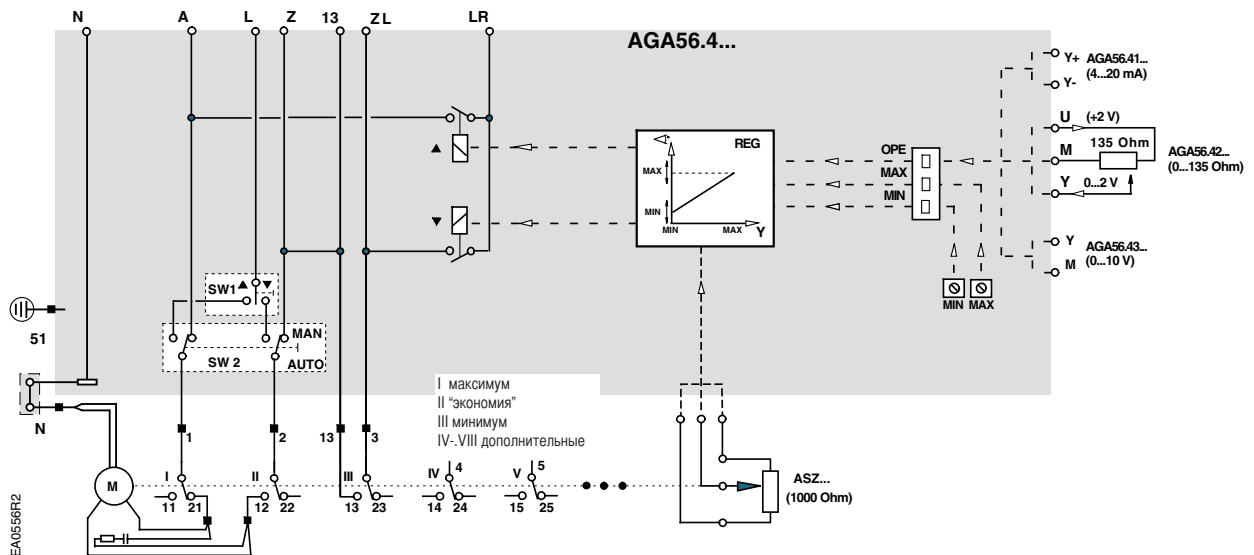 N A L Z 13 ZL LR
AGA56.4...
Y+ AGA56.41...
(4...20 mA)
Y-
U (+2 V)
135 Ohm
M
AGA56.42...
(0...135 Ohm)
Y 0...2 V
Y AGA56.43...
(0...10 V)
M
REG
MAX
MIN
MIN MAX Y
OPE
MAX
MIN
MIN MAX
SW1
MAN
SW 2 AUTO
51
N
I максимум
II "экономия"
III минимум
IV-.VIII дополнительные
1 2 13 3
M
I II III IV 4 V 5
11 21 12 22 13 23 14 24 15 25
ASZ...
(1000 Ohm)
EA0556R2